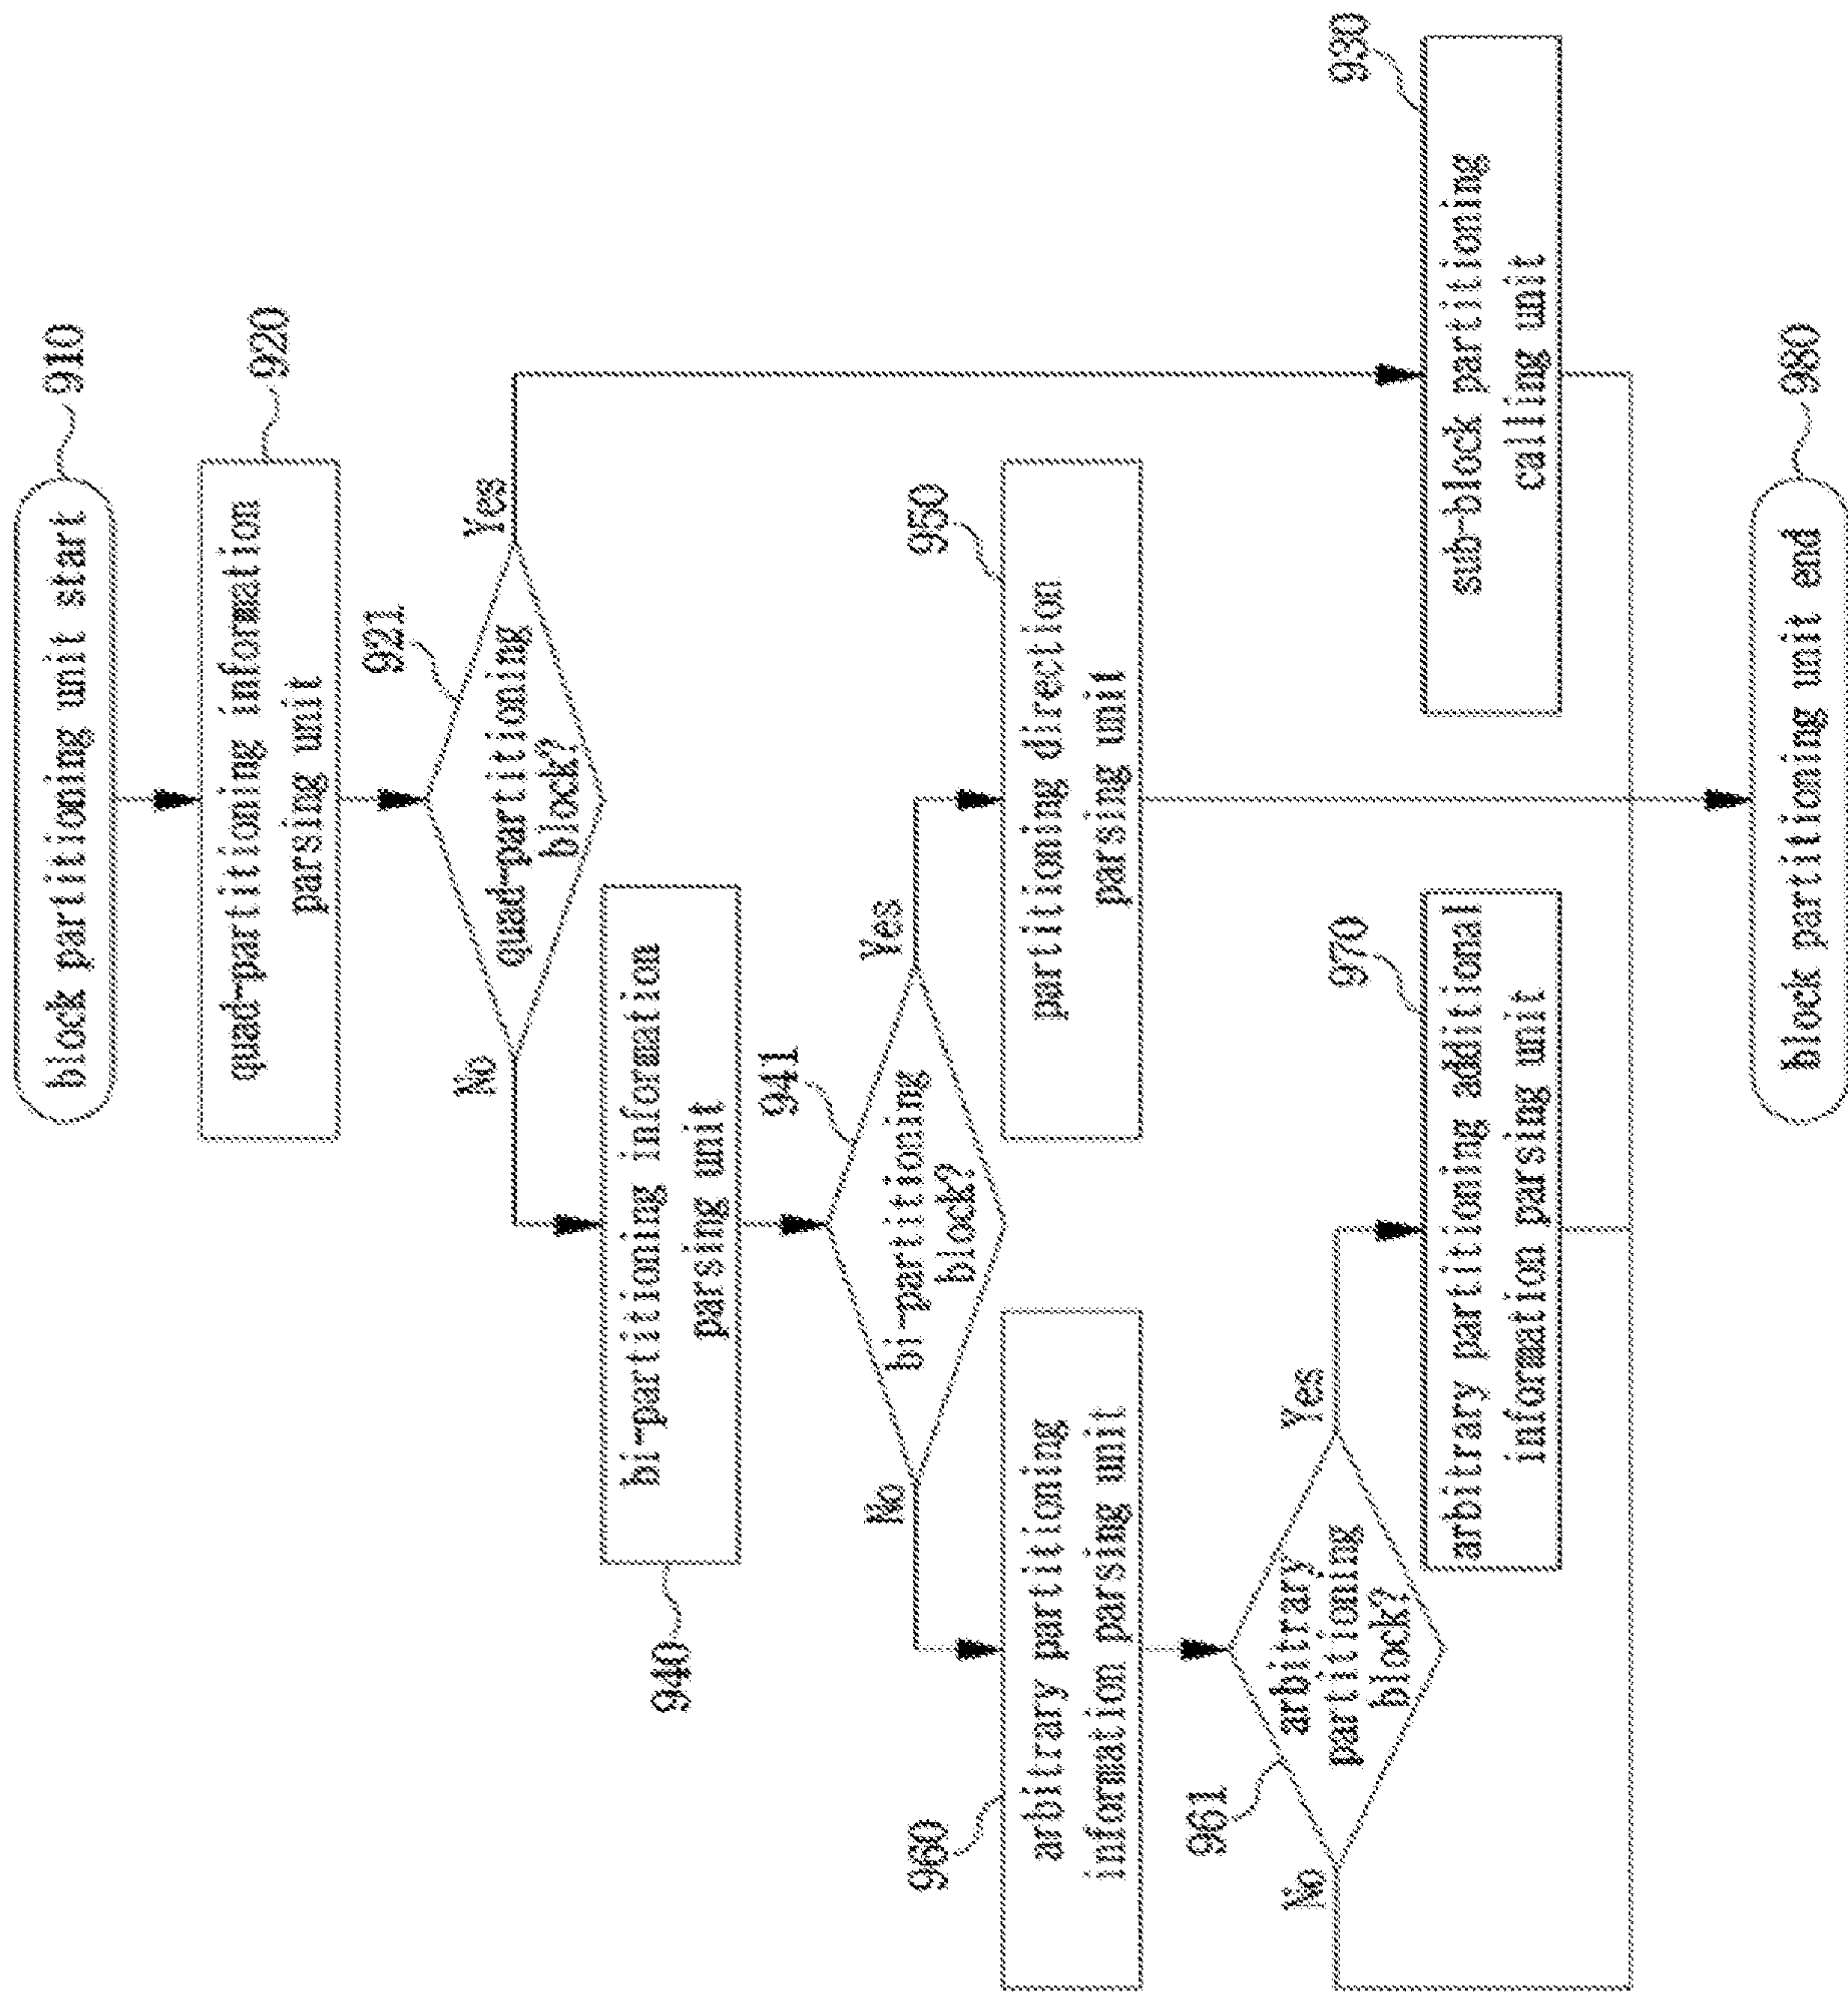 block partitioning unit start
910
quad-partitioning information
parsing unit
920
921
quad-partitioning
block?
No
Yes
bi-partitioning information
parsing unit
940
941
bi-partitioning
block?
No
Yes
arbitrary partitioning
information parsing unit
960
partitioning direction
parsing unit
950
961
arbitrary
partitioning
block?
No
Yes
arbitrary partitioning additional
information parsing unit
970
sub-block partitioning
calling unit
930
block partitioning unit end
980